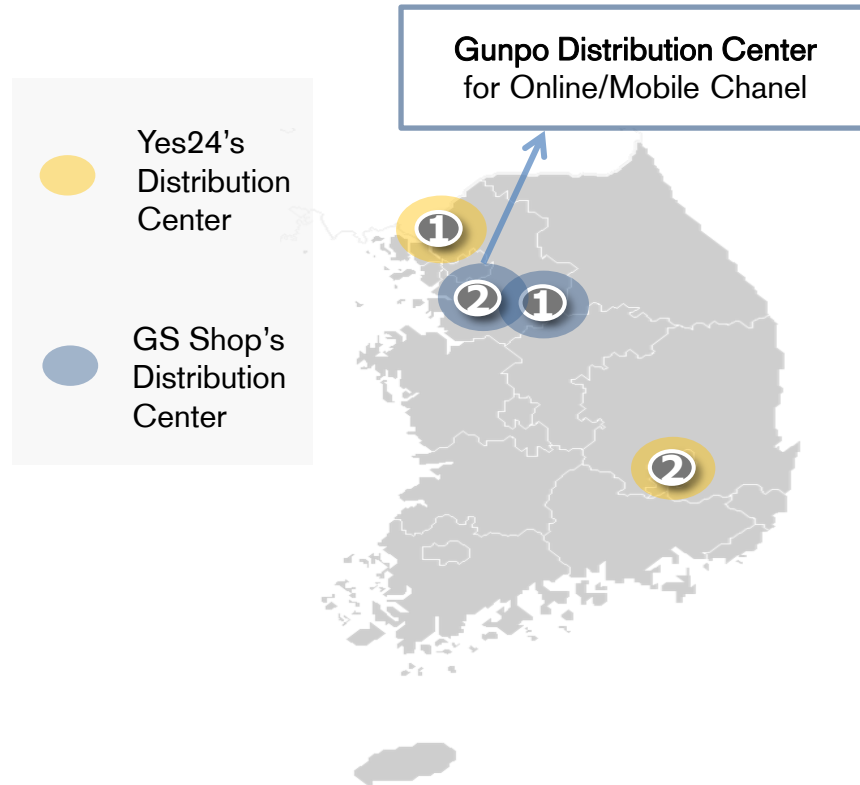 Gunpo Distribution Center
for Online/Mobile Chanel
Yes24's
Distribution
Center
GS Shop's
Distribution
Center
1
2
1
2